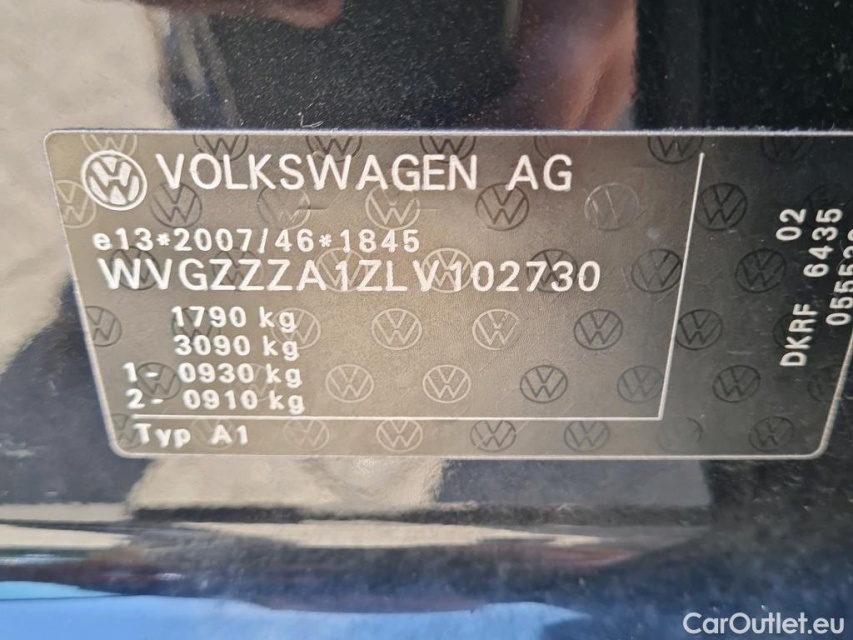 VOLKSWAGEN AG
e13*2007/46*1845
WVGZZZA1ZLV102730
1790 kg
3090 kg
1- 0930 kg
2- 0910 kg
Typ A1
02
DKRF 6435
CarOutlet.eu